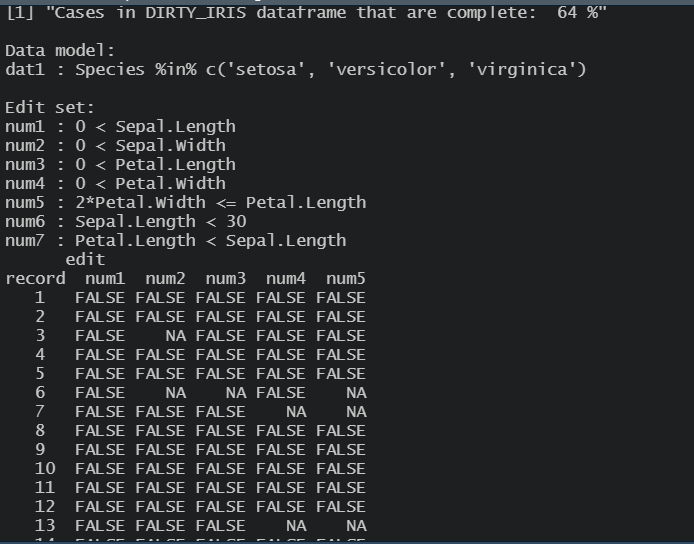 [1] "Cases in DIRTY_IRIS dataframe that are complete:  64 %"
Data model:
dat1 : Species %in% c('setosa', 'versicolor', 'virginica')
Edit set:
num1 : 0 < Sepal.Length
num2 : 0 < Sepal.Width
num3 : 0 < Petal.Length
num4 : 0 < Petal.Width
num5 : 2*Petal.Width <= Petal.Length
num6 : Sepal.Length < 30
num7 : Petal.Length < Sepal.Length
edit
record  num1  num2  num3  num4  num5
1   FALSE FALSE FALSE FALSE FALSE
2   FALSE FALSE FALSE FALSE FALSE
3   FALSE    NA FALSE FALSE FALSE
4   FALSE FALSE FALSE FALSE FALSE
5   FALSE FALSE FALSE FALSE FALSE
6   FALSE    NA    NA FALSE    NA
7   FALSE FALSE FALSE    NA    NA
8   FALSE FALSE FALSE FALSE FALSE
9   FALSE FALSE FALSE FALSE FALSE
10  FALSE FALSE FALSE FALSE FALSE
11  FALSE FALSE FALSE FALSE FALSE
12  FALSE FALSE FALSE FALSE FALSE
13  FALSE FALSE FALSE    NA    NA